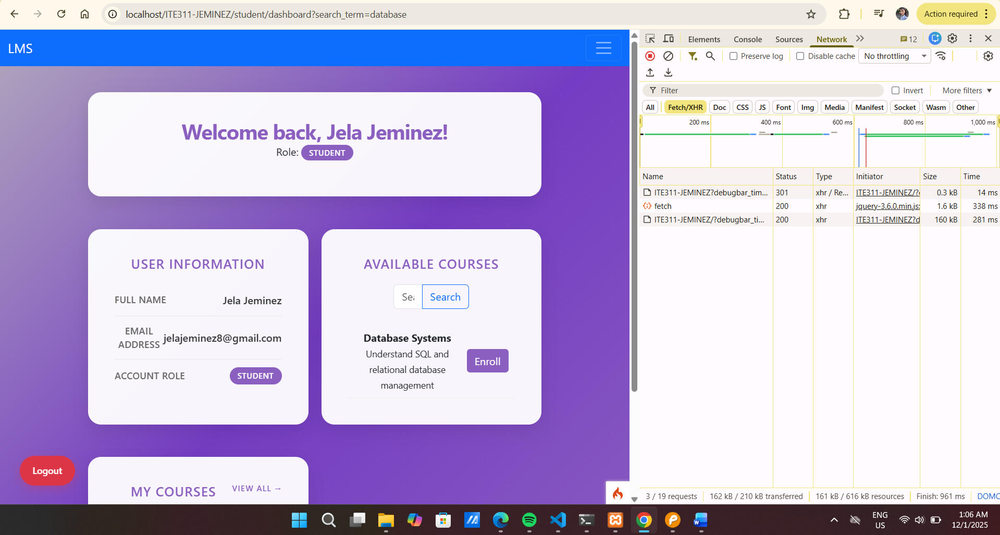 localhost/ITE311-JEMINEZ/student/dashboard?search_term=database
Action required
LMS
Welcome back, Jela Jeminez!
Role: STUDENT
USER INFORMATION
FULL NAME
Jela Jeminez
EMAIL ADDRESS
jelajeminez8@gmail.com
ACCOUNT ROLE
STUDENT
AVAILABLE COURSES
Search
Database Systems
Understand SQL and
relational database
management
Enroll
MY COURSES
VIEW ALL →
Logout
Elements Console Sources Network 12
Preserve log Disable cache No throttling
Filter Invert More filters
All Fetch/XHR Doc CSS JS Font Img Media Manifest Socket Wasm Other
200 ms 400 ms 600 ms 800 ms 1,000 ms
Name Status Type Initiator Size Time
ITE311-JEMINEZ?debugbar_tim... 301 xhr / Re... ITE311-JEMINEZ/? 0.3 kB 14 ms
fetch 200 xhr jquery-3.6.0.min.js: 1.6 kB 338 ms
ITE311-JEMINEZ/?debugbar_ti... 200 xhr ITE311-JEMINEZ?d 160 kB 281 ms
3 / 19 requests 162 kB / 210 kB transferred 161 kB / 616 kB resources Finish: 961 ms DOMC
ENG
US
1:06 AM
12/1/2025